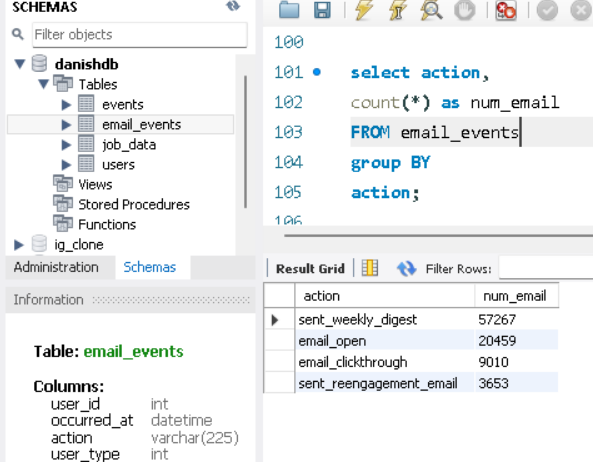 SCHEMAS
Filter objects
danishdb
Tables
events
email_events
job_data
users
Views
Stored Procedures
Functions
ig_clone
Administration Schemas
Information
Table: email_events
Columns:
user_id int
occurred_at datetime
action varchar(225)
user_type int
100
101 select action,
102 count(*) as num_email
103 FROM email_events
104 group BY
105 action;
106
Result Grid Filter Rows:
action num_email
sent_weekly_digest 57267
email_open 20459
email_clickthrough 9010
sent_reengagement_email 3653